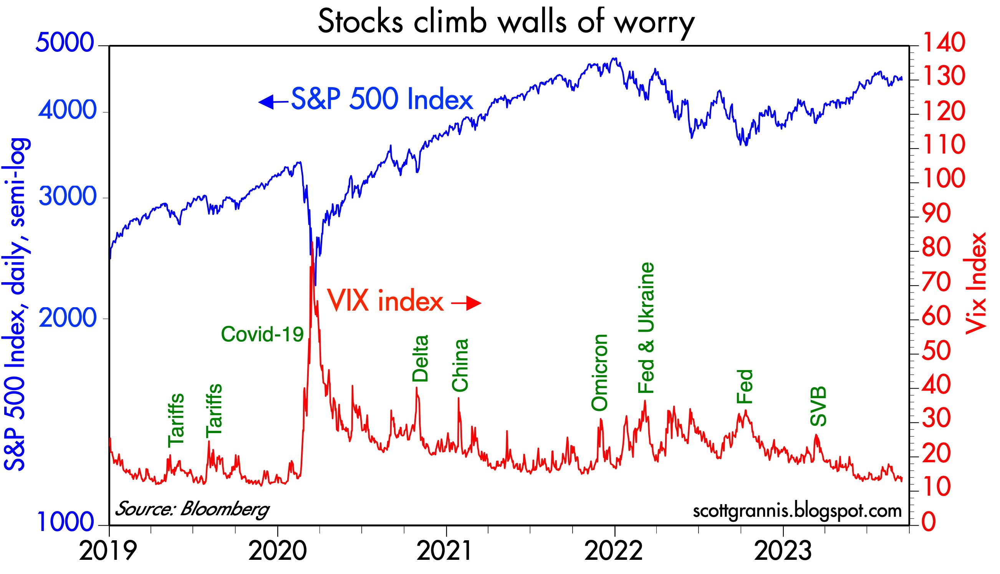 Stocks climb walls of worry
S&P 500 Index, daily, semi-log
5000
4000
3000
2000
1000
140
130
120
110
100
90
80
70
60
50
40
30
20
10
0
Vix Index
S&P 500 Index
VIX index
Covid-19
Tariffs
Tariffs
Delta
China
Omicron
Fed & Ukraine
Fed
SVB
Source: Bloomberg
scottgrannis.blogspot.com
2019
2020
2021
2022
2023